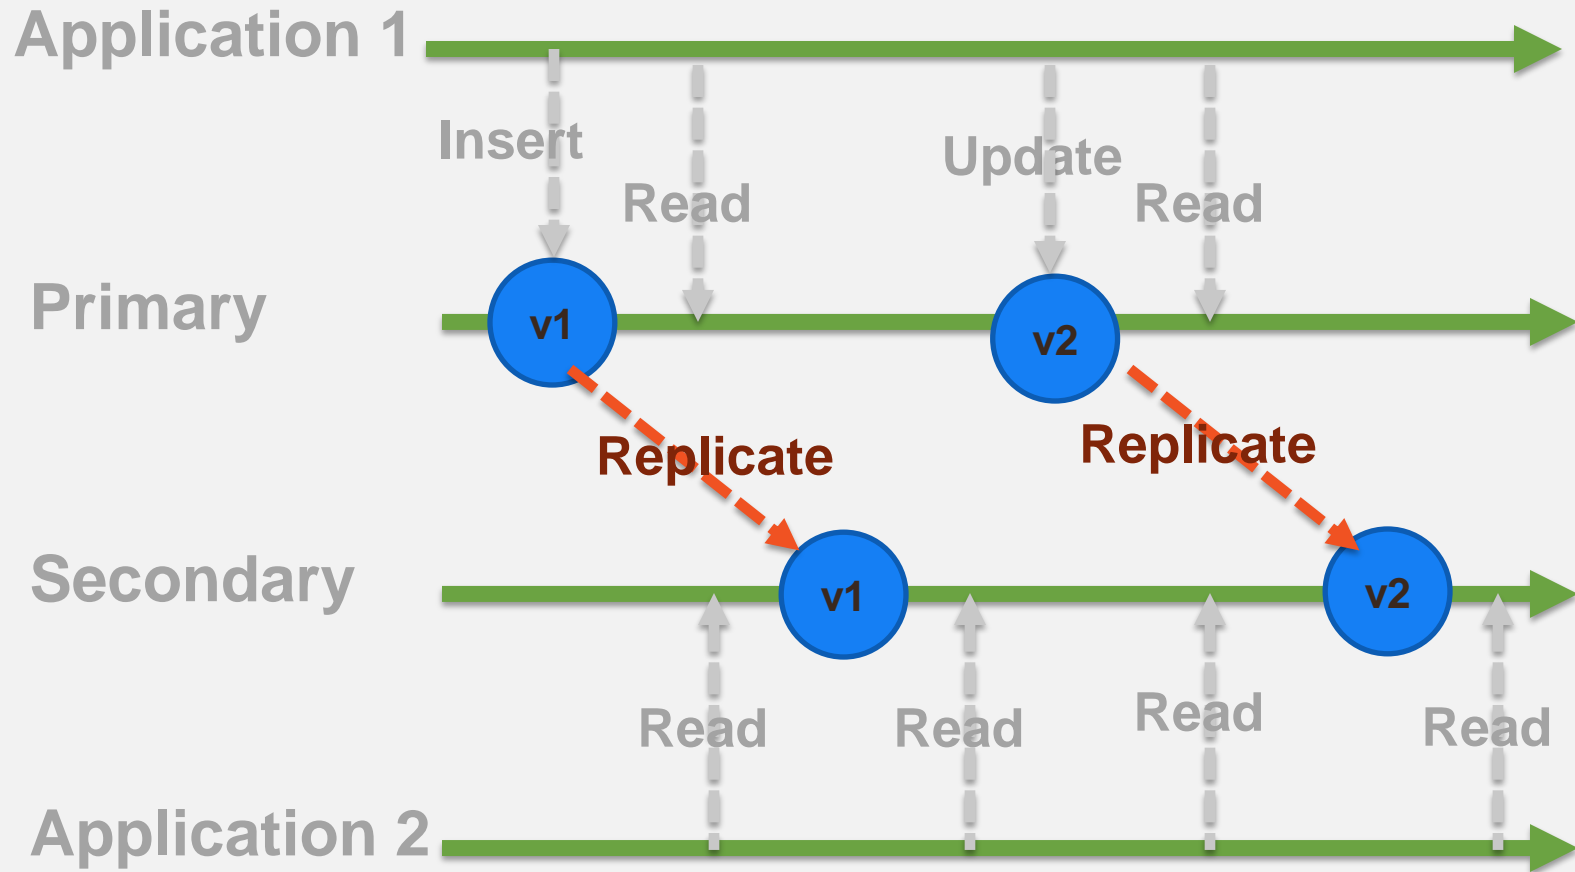 Application 1
Insert
Update
Read
Read
Primary
v1
v2
Replicate
Replicate
Secondary
v1
v2
Read
Read
Read
Read
Application 2